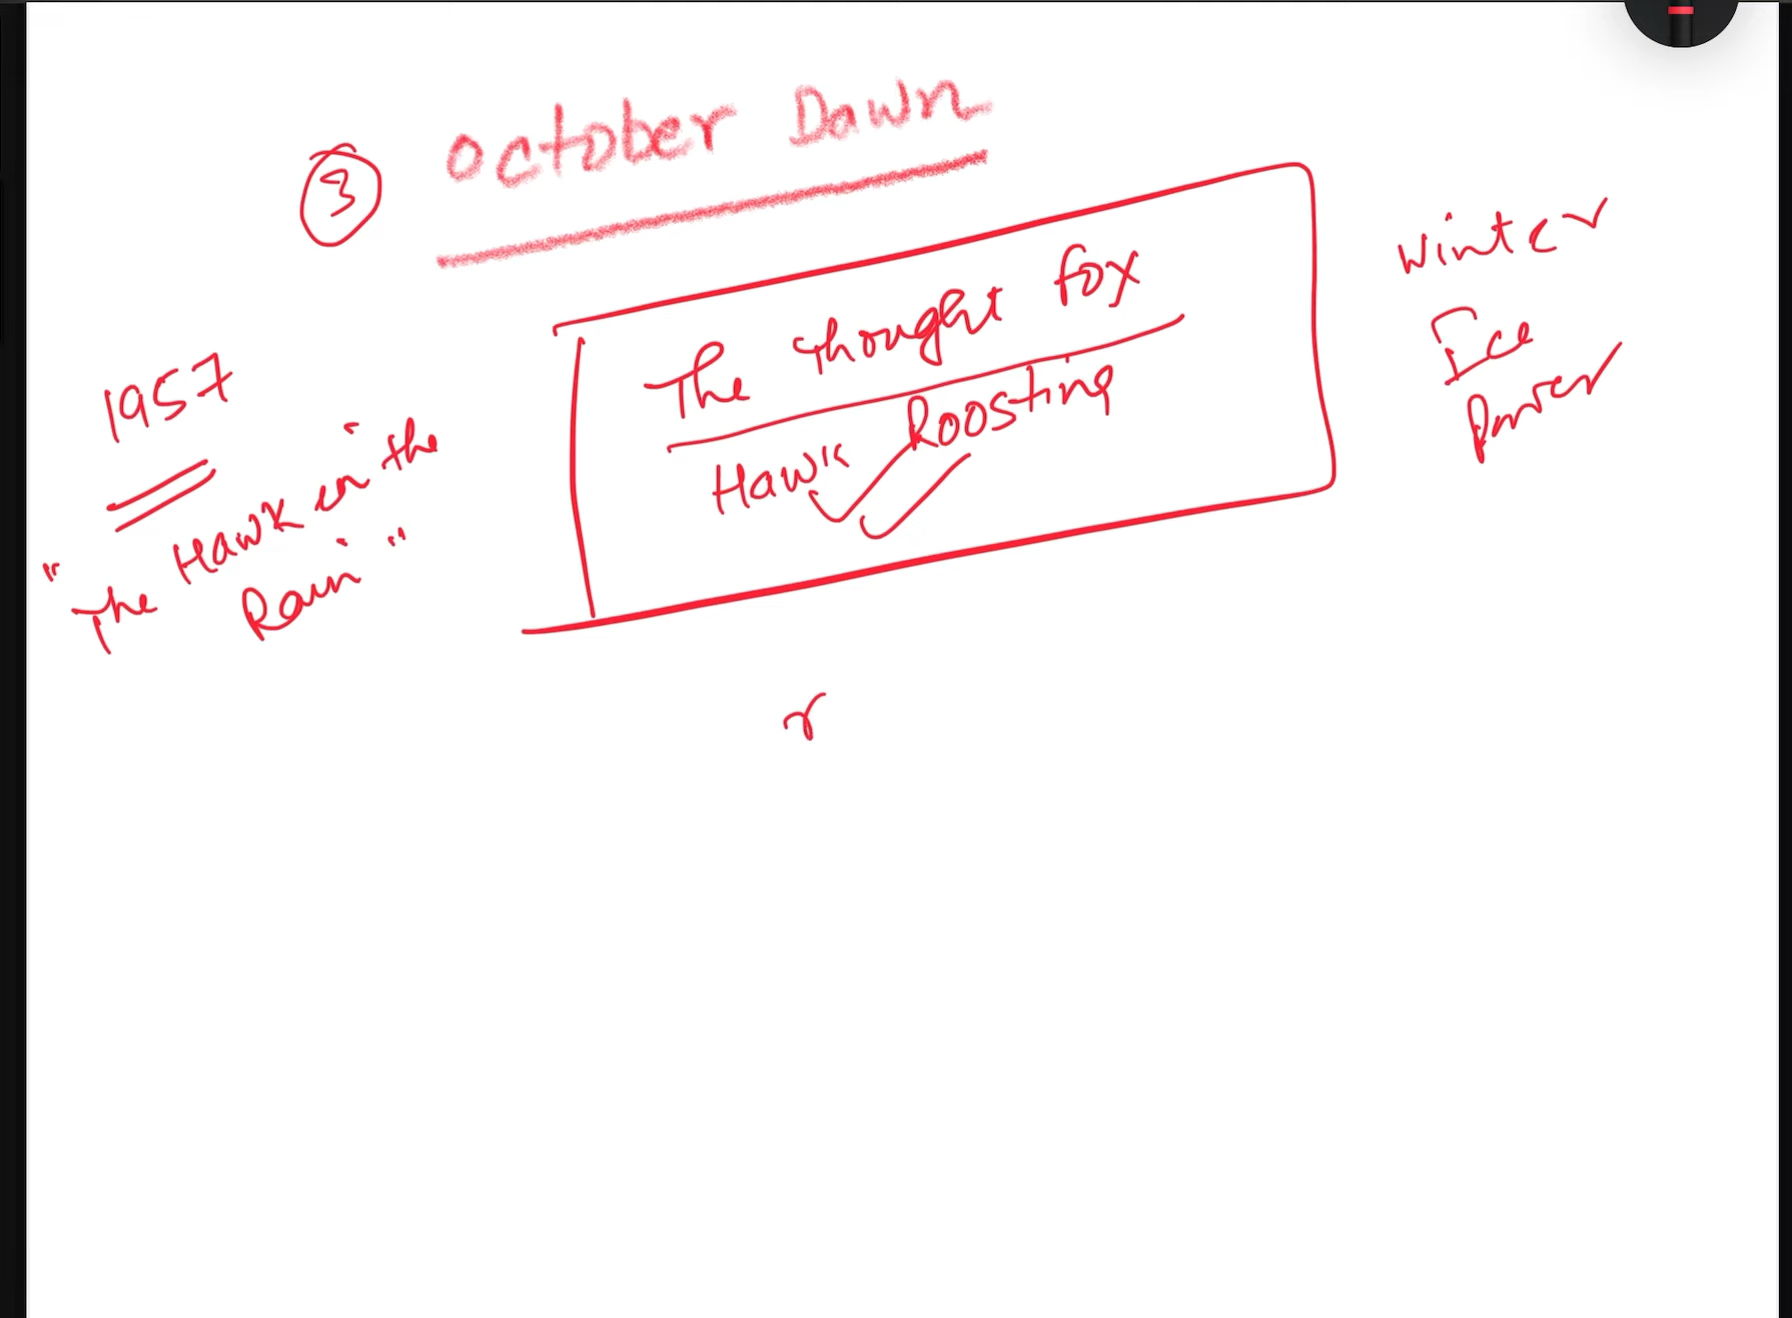 3 October Dawn
The thought fox
Hawk Roosting
1957
"The Hawk in the
Rain"
Winter
Ice
Power
r